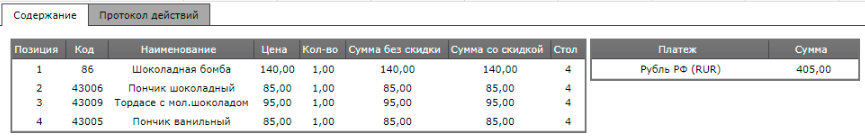 Содержание Протокол действий
Позиция Код Наименование Цена Кол-во Сумма без скидки Сумма со скидкой Стол Платеж Сумма
1 86 Шоколадная бомба 140,00 1,00 140,00 140,00 4 Рубль РФ (RUR) 405,00
2 43006 Пончик шоколадный 85,00 1,00 85,00 85,00 4
3 43009 Тордасе с мол.шоколадом 95,00 1,00 95,00 95,00 4
4 43005 Пончик ванильный 85,00 1,00 85,00 85,00 4